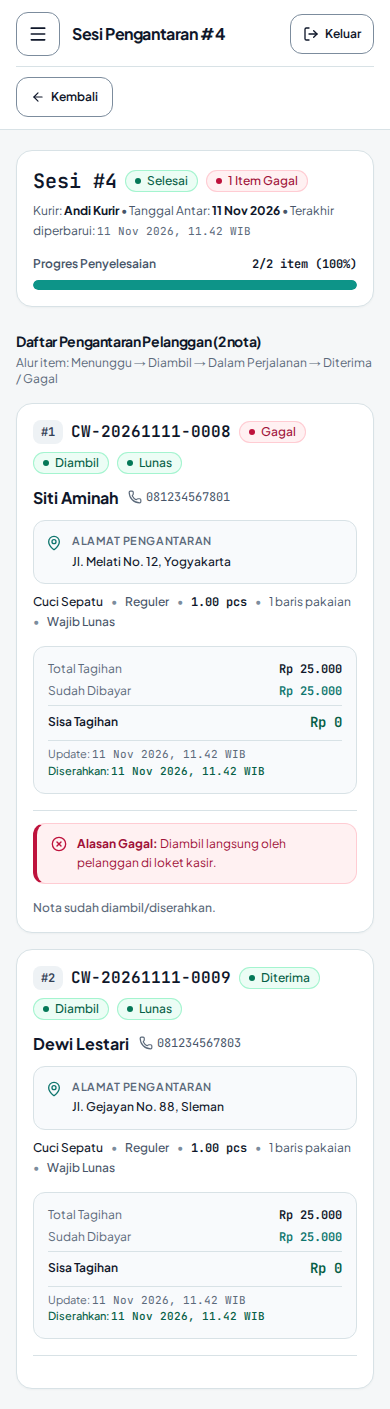 Sesi Pengantaran #4
Keluar
Kembali
Sesi #4
Selesai
1 Item Gagal
Kurir: Andi Kurir • Tanggal Antar: 11 Nov 2026 • Terakhir
diperbarui: 11 Nov 2026, 11.42 WIB
Progres Penyelesaian
2/2 item (100%)
Daftar Pengantaran Pelanggan (2 nota)
Alur item: Menunggu → Diambil → Dalam Perjalanan → Diterima
/ Gagal
#1 CW-20261111-0008
Gagal
Diambil
Lunas
Siti Aminah
081234567801
ALAMAT PENGANTARAN
Jl. Melati No. 12, Yogyakarta
Cuci Sepatu • Reguler • 1.00 pcs • 1 baris pakaian
• Wajib Lunas
Total Tagihan Rp 25.000
Sudah Dibayar Rp 25.000
Sisa Tagihan Rp 0
Update: 11 Nov 2026, 11.42 WIB
Diserahkan: 11 Nov 2026, 11.42 WIB
Alasan Gagal: Diambil langsung oleh
pelanggan di loket kasir.
Nota sudah diambil/diserahkan.
#2 CW-20261111-0009
Diterima
Diambil
Lunas
Dewi Lestari
081234567803
ALAMAT PENGANTARAN
Jl. Gejayan No. 88, Sleman
Cuci Sepatu • Reguler • 1.00 pcs • 1 baris pakaian
• Wajib Lunas
Total Tagihan Rp 25.000
Sudah Dibayar Rp 25.000
Sisa Tagihan Rp 0
Update: 11 Nov 2026, 11.42 WIB
Diserahkan: 11 Nov 2026, 11.42 WIB